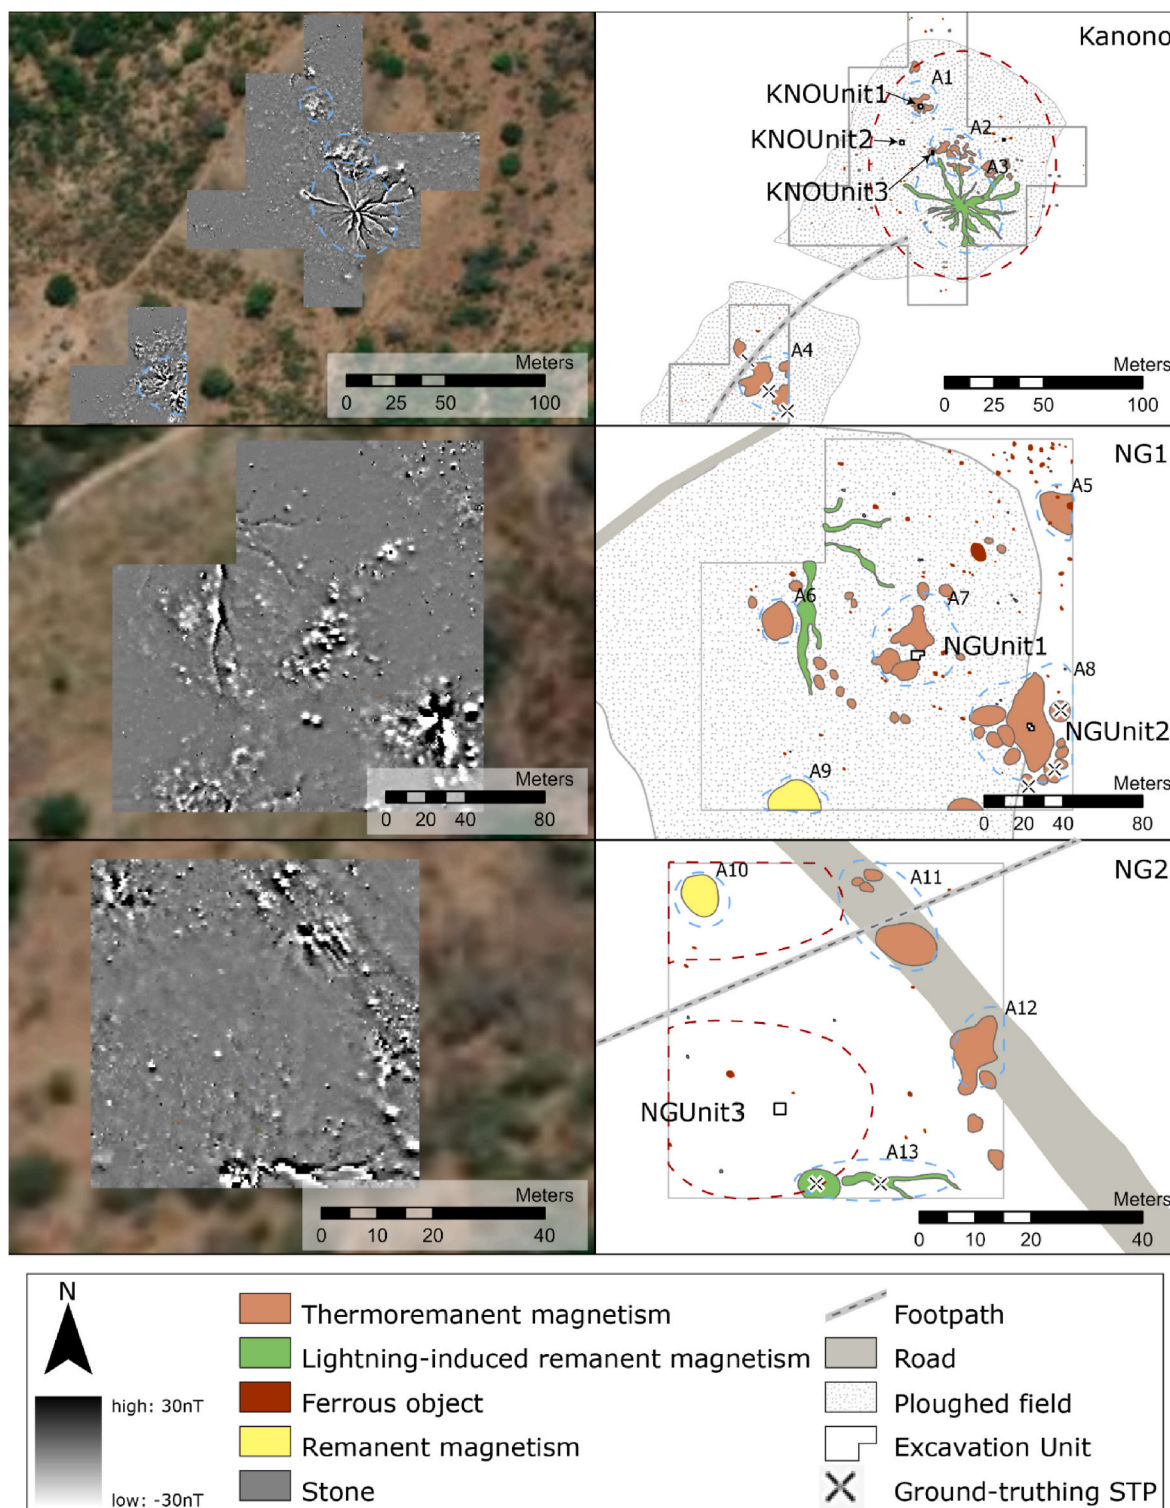 Kanono
A1
KNOUnit1
A2
KNOUnit2
A3
KNOUnit3
A4
Meters
0 25 50 100
Meters
0 25 50 100
NG1
A5
A6
A7
NGUnit1
A8
NGUnit2
A9
Meters
0 20 40 80
Meters
0 20 40 80
NG2
A10
A11
A12
NGUnit3
A13
Meters
0 10 20 40
Meters
0 10 20 40
N
high: 30nT
low: -30nT
Thermoremanent magnetism
Lightning-induced remanent magnetism
Ferrous object
Remanent magnetism
Stone
Footpath
Road
Ploughed field
Excavation Unit
Ground-truthing STP